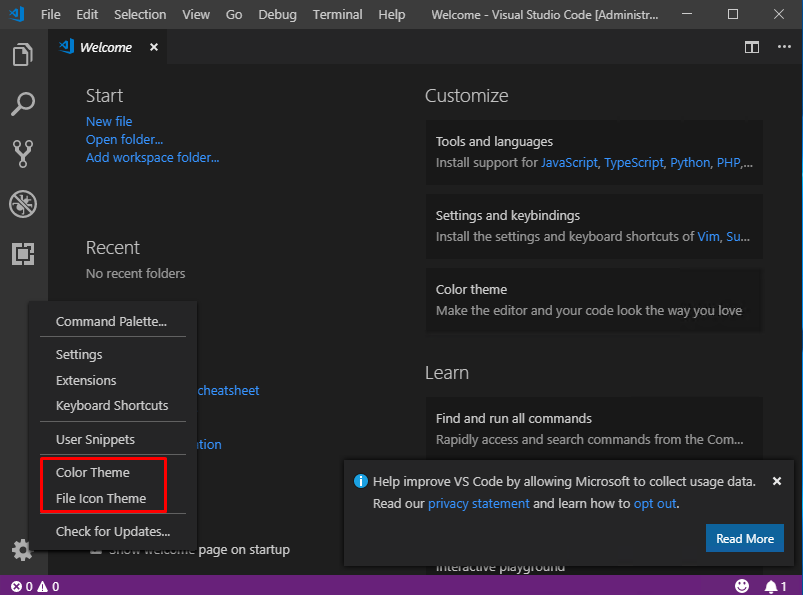 File Edit Selection View Go Debug Terminal Help Welcome - Visual Studio Code [Administr...
Welcome
Start
New file
Open folder...
Add workspace folder...
Recent
No recent folders
Customize
Tools and languages
Install support for JavaScript, TypeScript, Python, PHP,...
Settings and keybindings
Install the settings and keyboard shortcuts of Vim, Su...
Color theme
Make the editor and your code look the way you love
Learn
Find and run all commands
Rapidly access and search commands from the Com...
Interactive playground
Command Palette...
Settings
Extensions
Keyboard Shortcuts
User Snippets
Color Theme
File Icon Theme
Check for Updates...
cheatsheet
Show welcome page on startup
Help improve VS Code by allowing Microsoft to collect usage data.
Read our privacy statement and learn how to opt out.
Read More
0 0
1